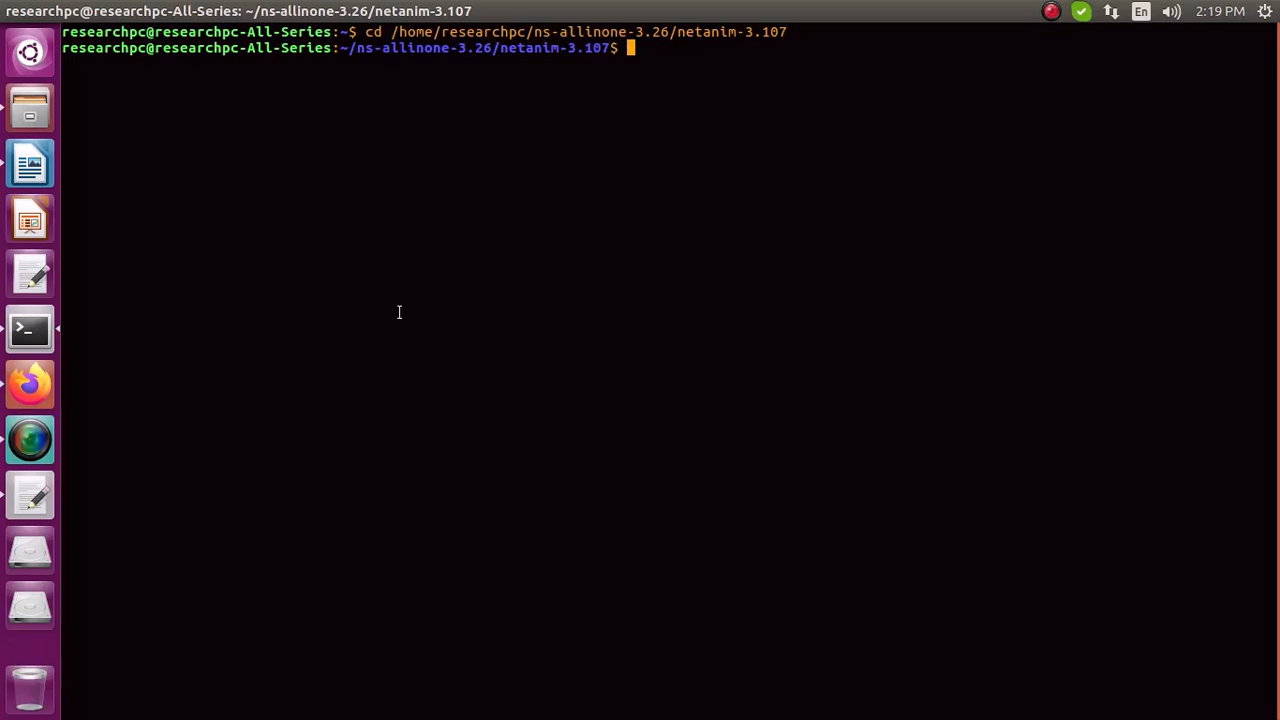 researchpc@researchpc-All-Series: ~/ns-allinone-3.26/netanim-3.107
En
2:19 PM
researchpc@researchpc-All-Series:~$ cd /home/researchpc/ns-allinone-3.26/netanim-3.107
researchpc@researchpc-All-Series:~/ns-allinone-3.26/netanim-3.107$